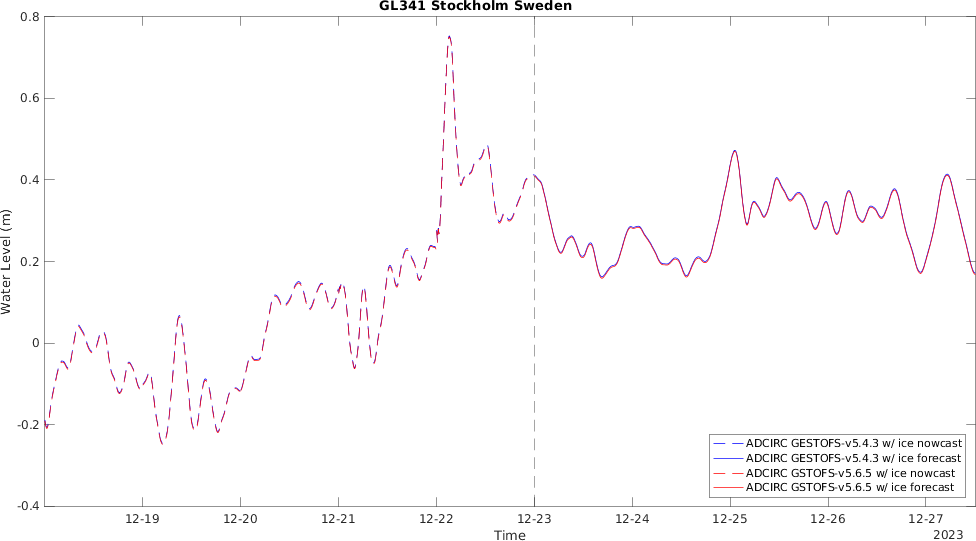 GL341 Stockholm Sweden
0.8
0.6
0.4
0.2
0
-0.2
-0.4
Water Level (m)
12-19 12-20 12-21 12-22 12-23 12-24 12-25 12-26 12-27
Time
2023
ADCIRC GESTOFS-v5.4.3 w/ ice nowcast
ADCIRC GESTOFS-v5.4.3 w/ ice forecast
ADCIRC GSTOFS-v5.6.5 w/ ice nowcast
ADCIRC GSTOFS-v5.6.5 w/ ice forecast